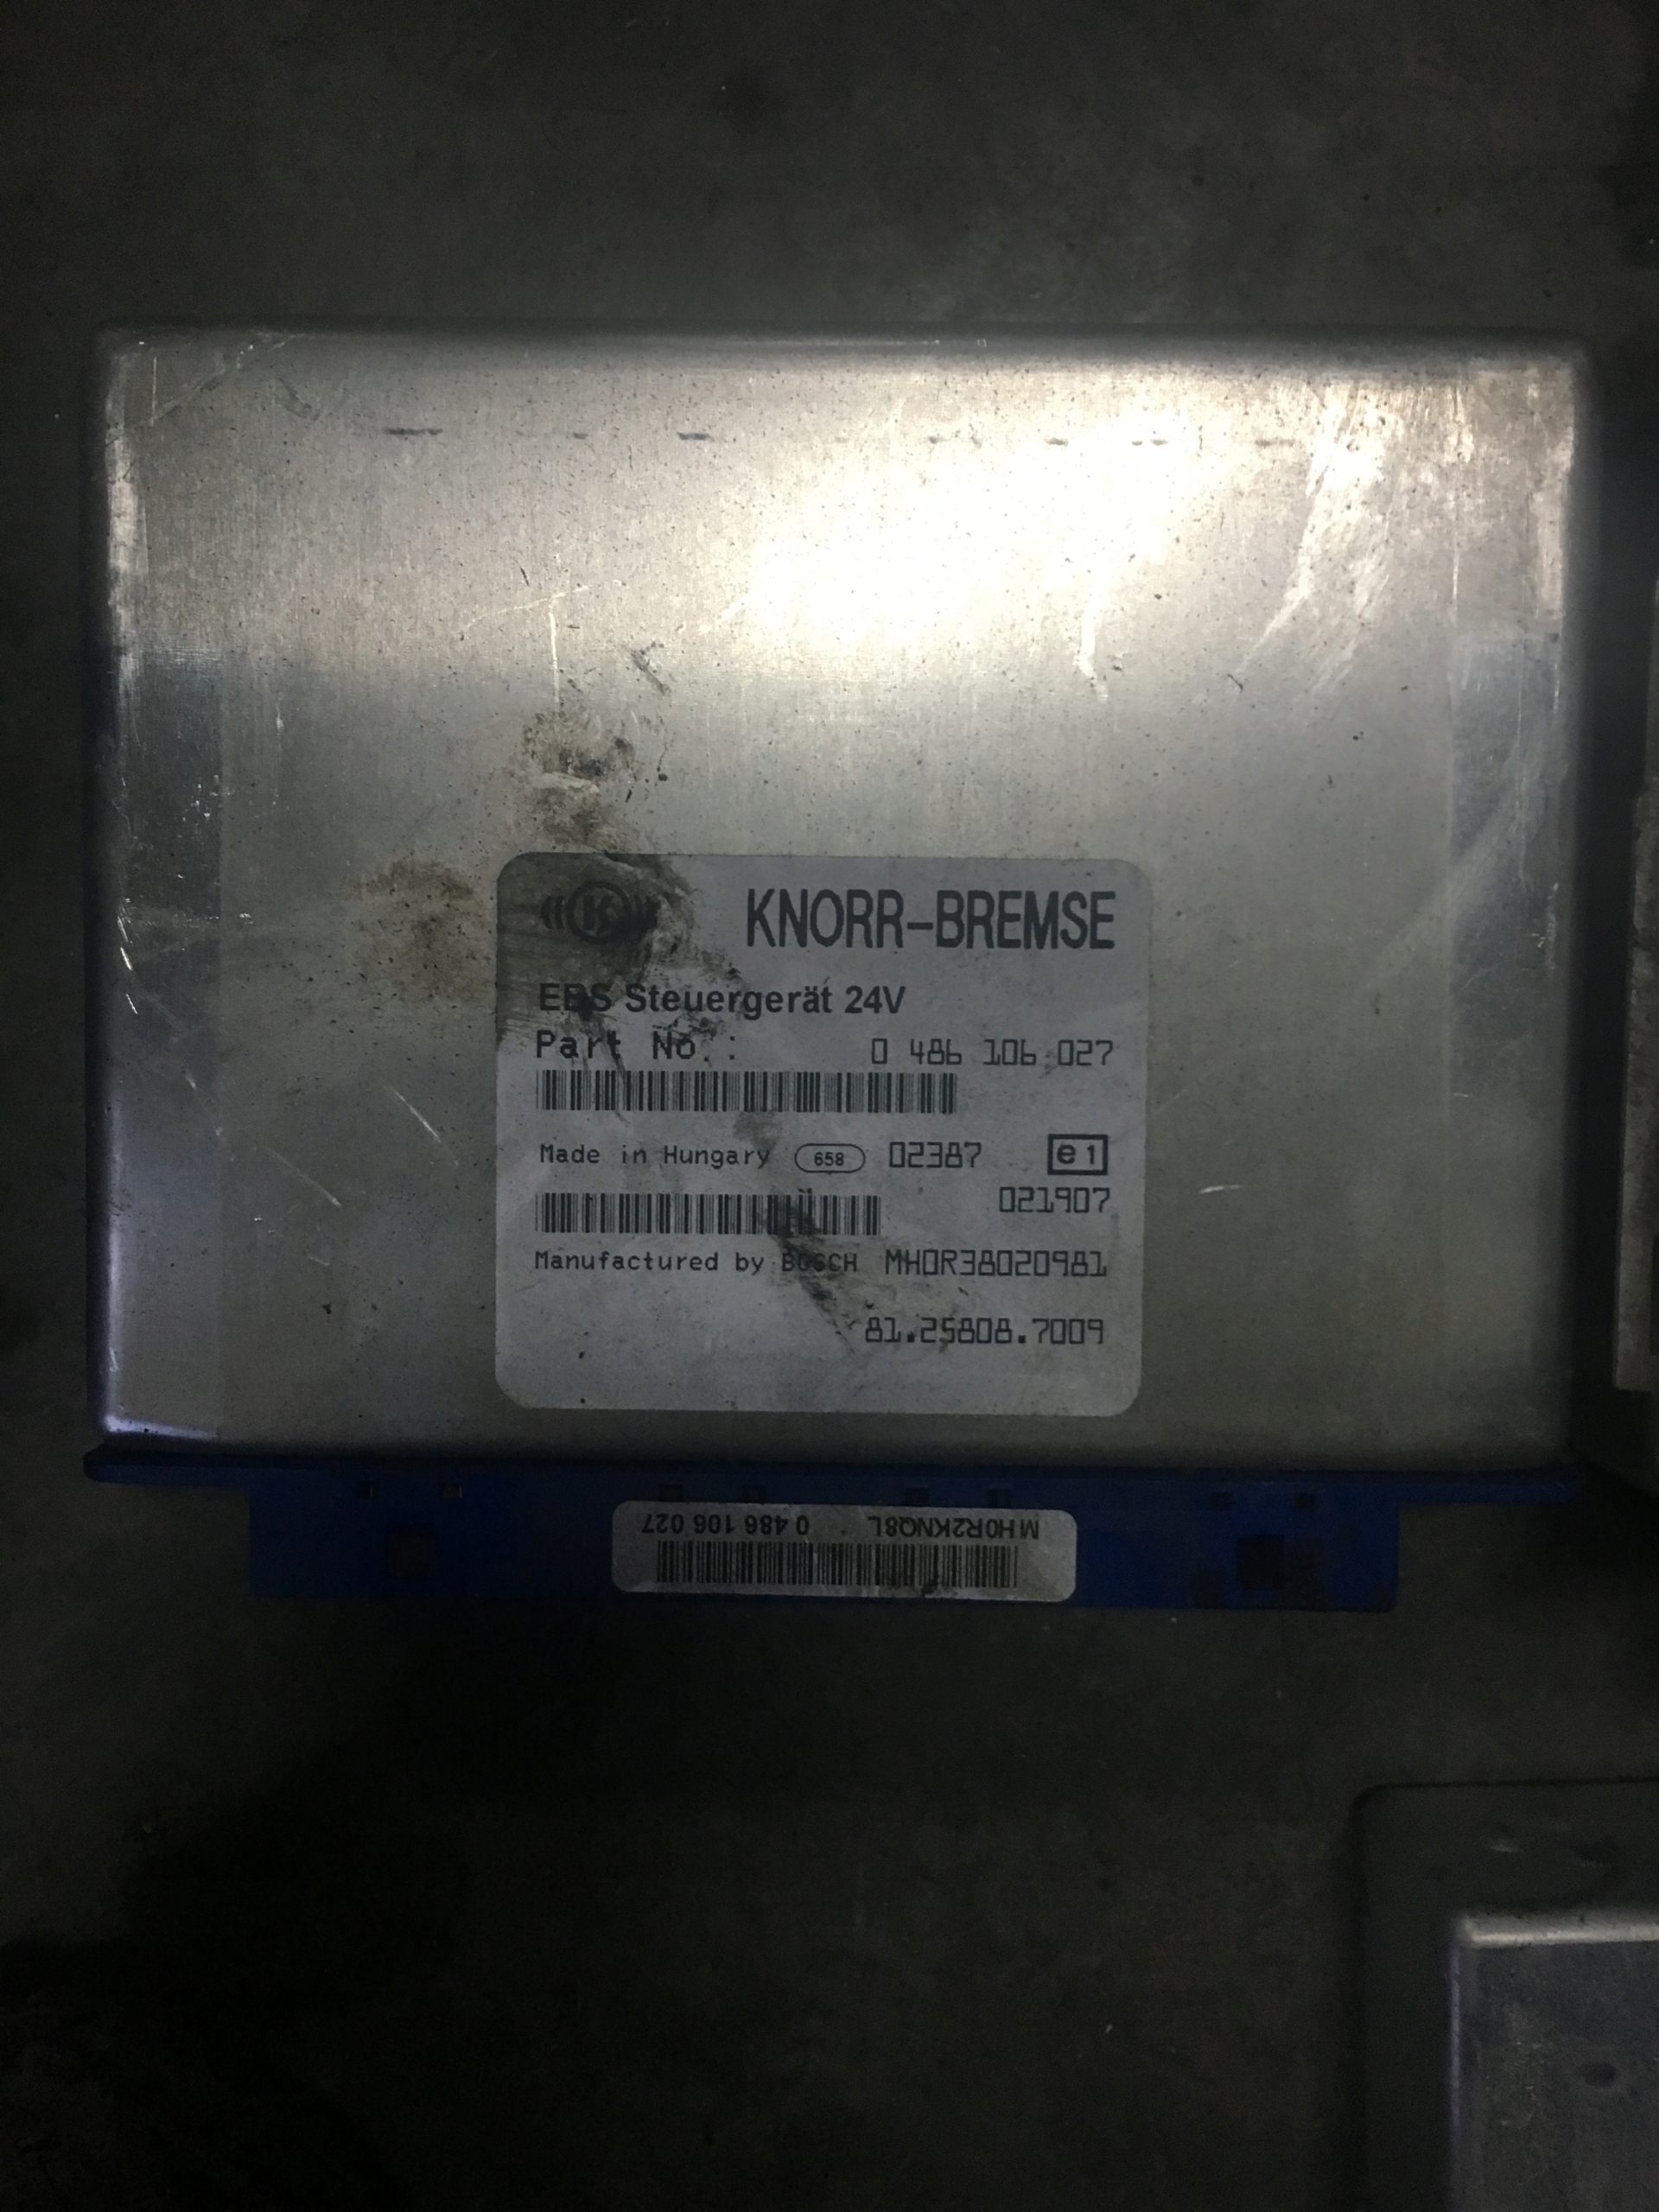 K KNORR-BREMSE
EBS Steuergerät 24V
Part No.: 0 486 106 027
Made in Hungary 658 02387 e1
021907
Manufactured by BOSCH MH0R38020981
81.25808.7009
MH0R2KNQ8L 0 486 106 027